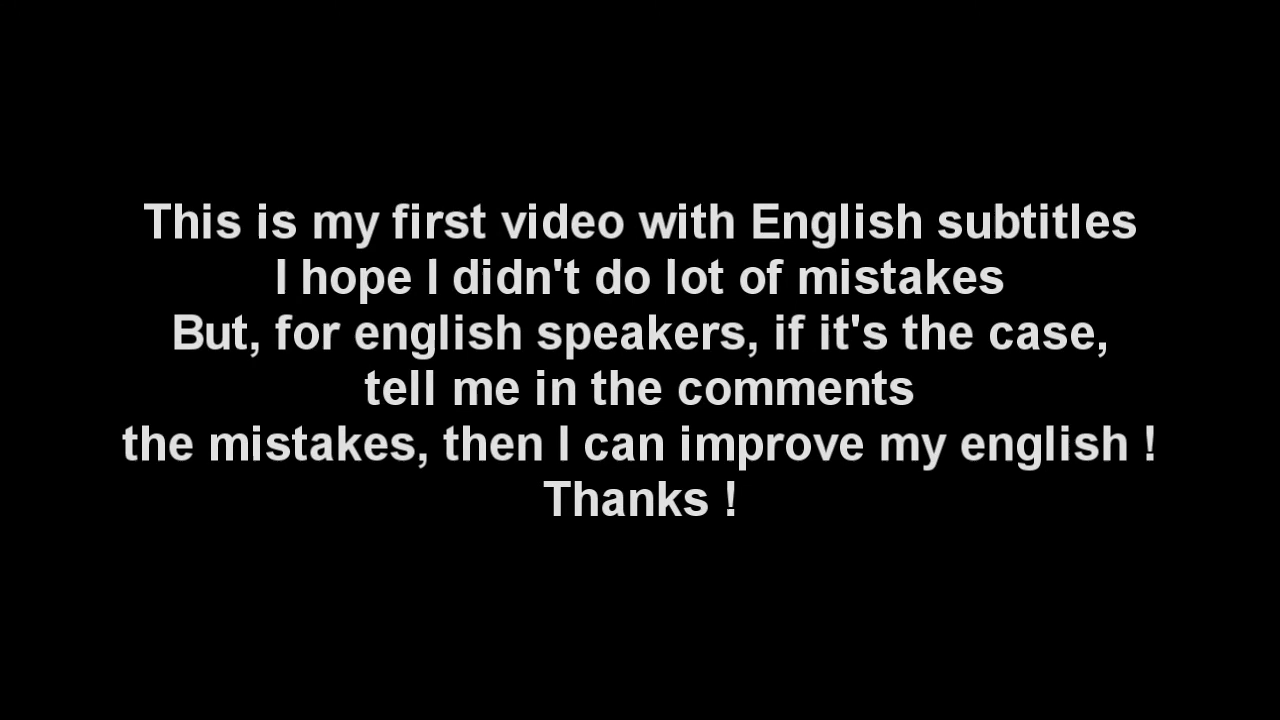 This is my first video with English subtitles
I hope I didn't do lot of mistakes
But, for english speakers, if it's the case,
tell me in the comments
the mistakes, then I can improve my english !
Thanks !